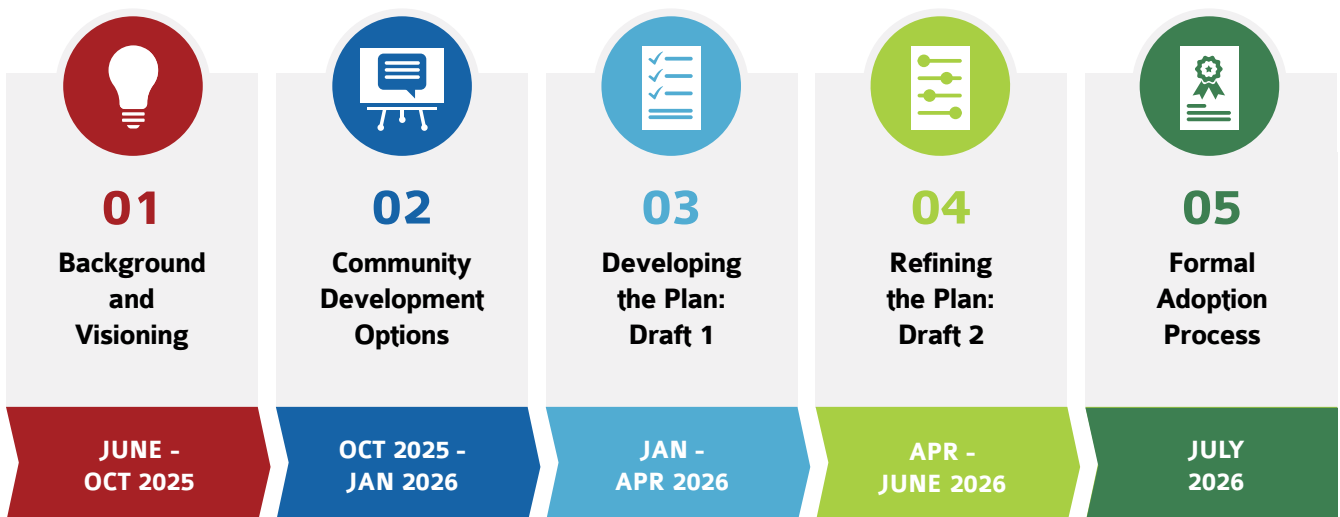 01
Background
and
Visioning
JUNE -
OCT 2025
02
Community
Development
Options
OCT 2025 -
JAN 2026
03
Developing
the Plan:
Draft 1
JAN -
APR 2026
04
Refining
the Plan:
Draft 2
APR -
JUNE 2026
05
Formal
Adoption
Process
JULY
2026